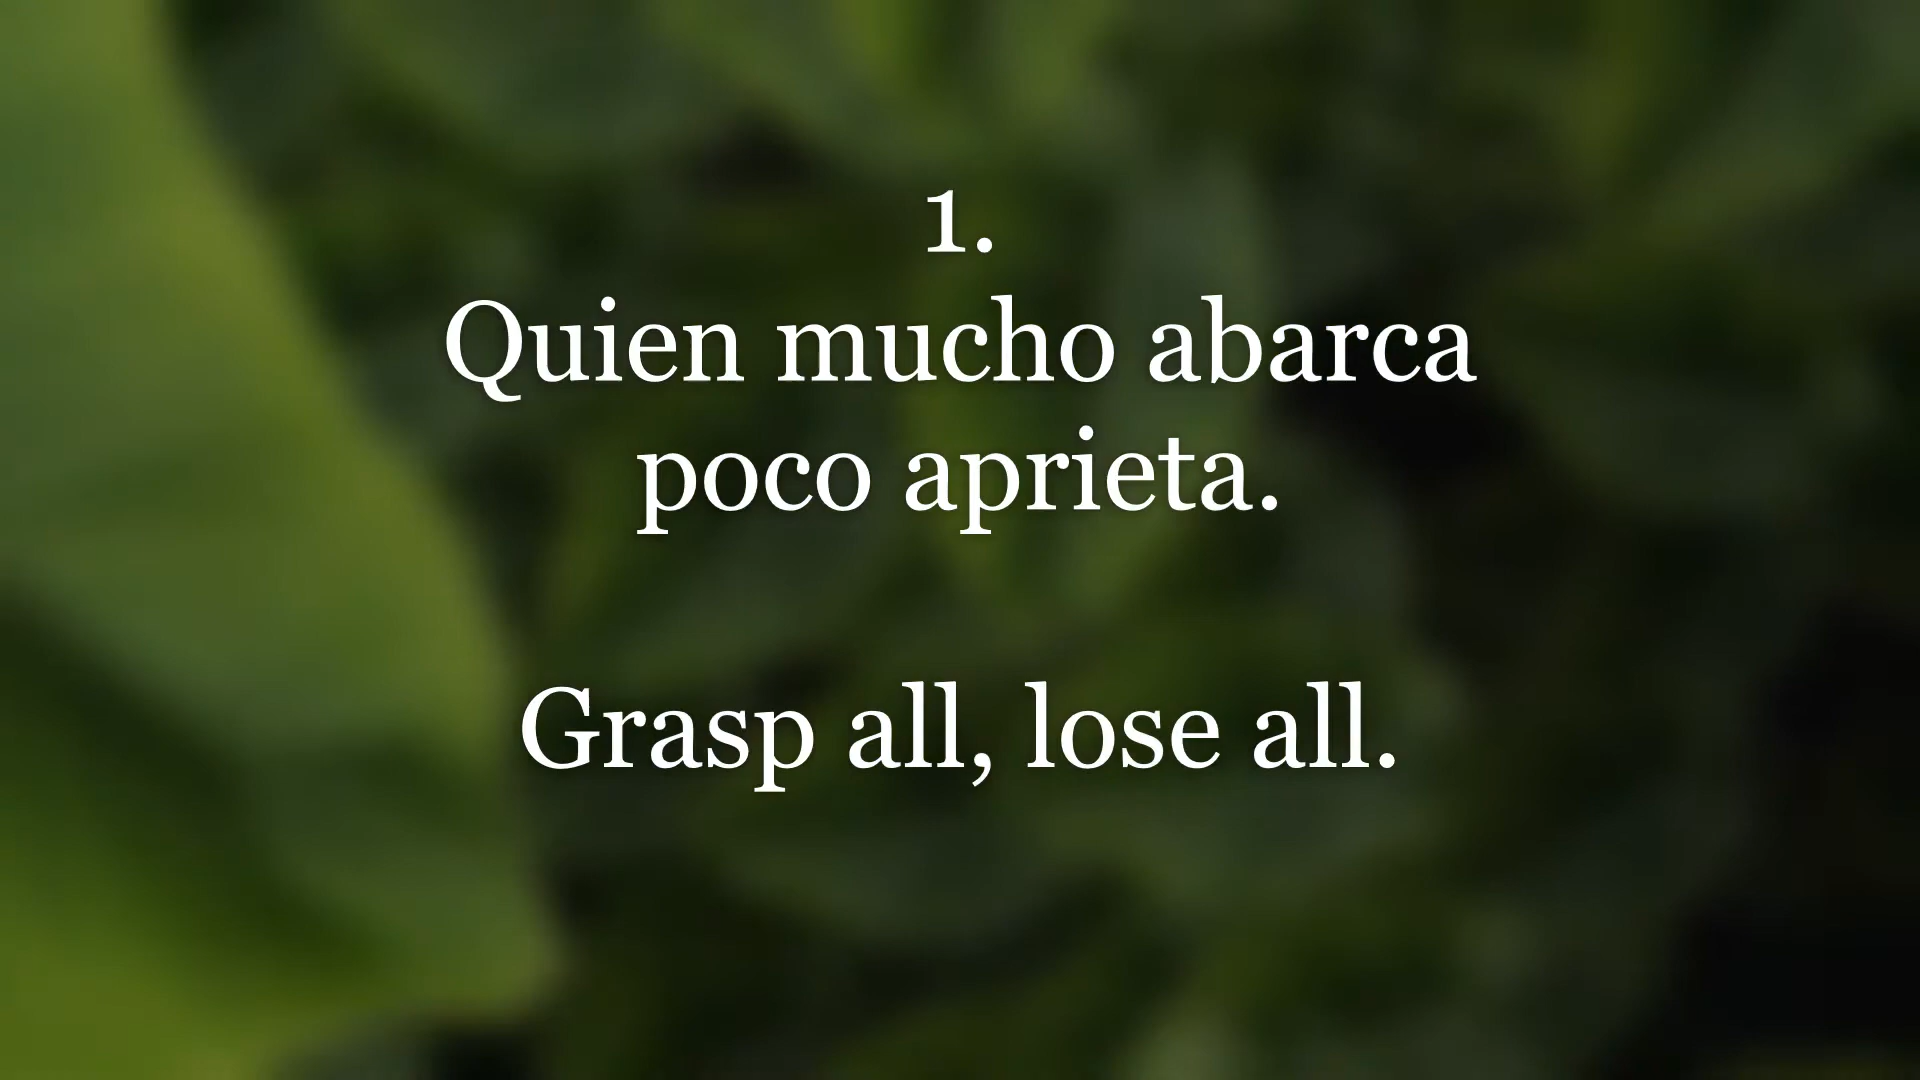 1.
Quien mucho abarca
poco aprieta.
Grasp all, lose all.